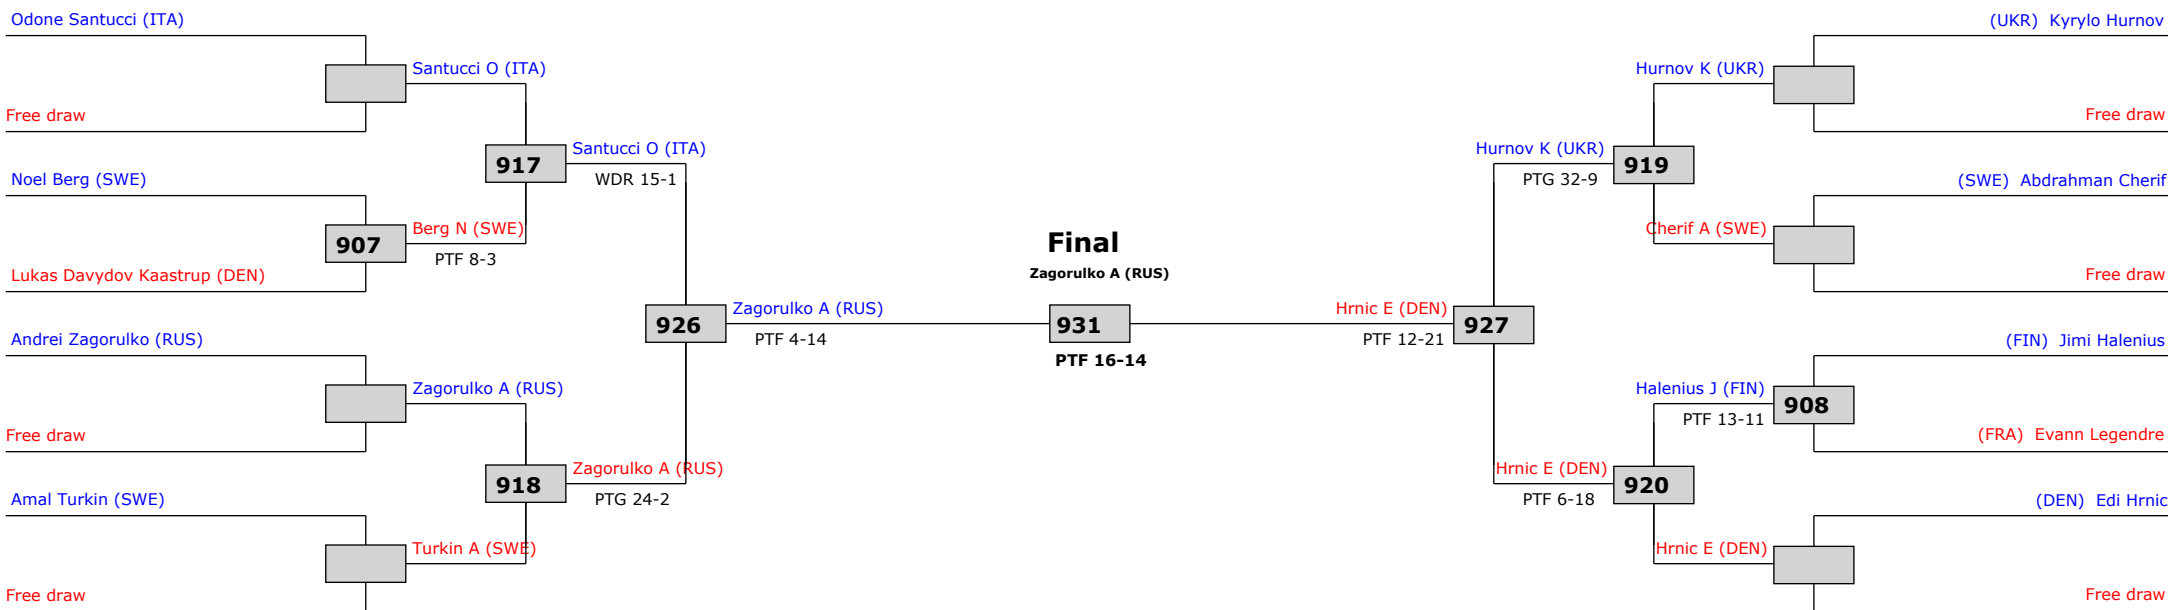 Odone Santucci (ITA)
Santucci O (ITA)
Free draw
917
Santucci O (ITA)
WDR 15-1
Noel Berg (SWE)
907
Berg N (SWE)
PTF 8-3
Lukas Davydov Kaastrup (DEN)
926
Zagorulko A (RUS)
PTF 4-14
Andrei Zagorulko (RUS)
Zagorulko A (RUS)
Free draw
918
Zagorulko A (RUS)
PTG 24-2
Amal Turkin (SWE)
Turkin A (SWE)
Free draw
Final
Zagorulko A (RUS)
931
PTF 16-14
(UKR) Kyrylo Hurnov
Hurnov K (UKR)
Free draw
Hurnov K (UKR)
919
PTG 32-9
(SWE) Abdrahman Cherif
Cherif A (SWE)
Free draw
Hrnic E (DEN)
927
PTF 12-21
(FIN) Jimi Halenius
Halenius J (FIN)
908
PTF 13-11
(FRA) Evann Legendre
Hrnic E (DEN)
920
PTF 6-18
(DEN) Edi Hrnic
Hrnic E (DEN)
Free draw